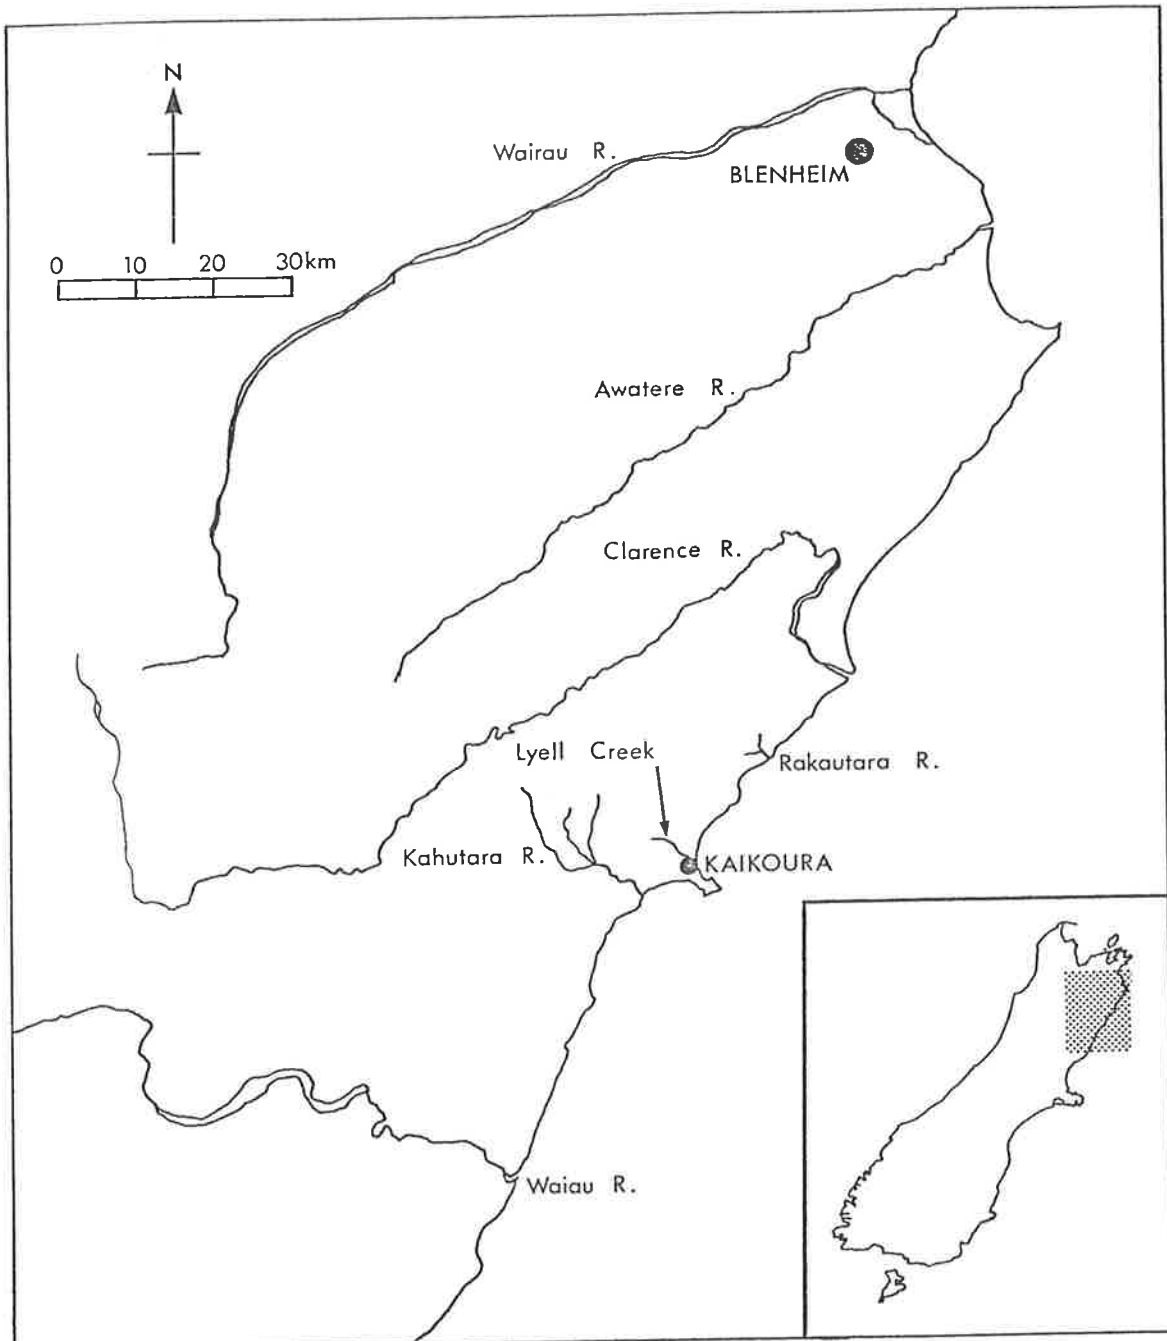 N
Wairau R.
BLENHEIM
0 10 20 30km
Awatere R.
Clarence R.
Lyell Creek
Rakautara R.
Kahutara R.
KAIKOURA
Waiau R.